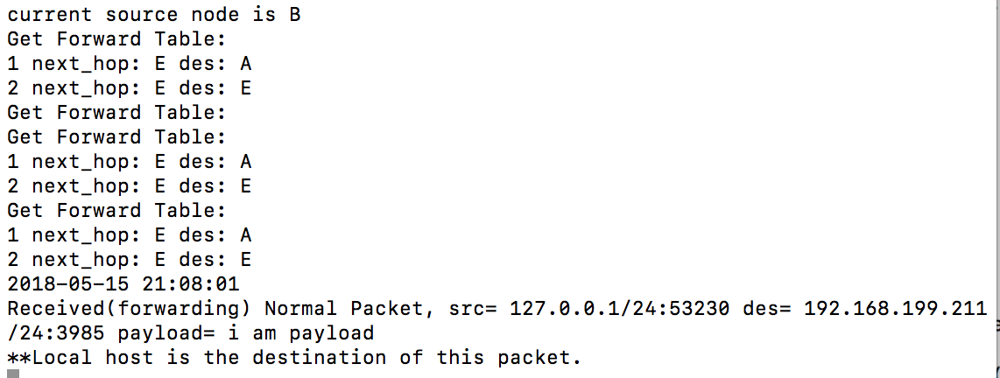 current source node is B
Get Forward Table:
1 next_hop: E des: A
2 next_hop: E des: E
Get Forward Table:
Get Forward Table:
1 next_hop: E des: A
2 next_hop: E des: E
Get Forward Table:
1 next_hop: E des: A
2 next_hop: E des: E
2018-05-15 21:08:01
Received(forwarding) Normal Packet, src= 127.0.0.1/24:53230 des= 192.168.199.211
/24:3985 payload= i am payload
**Local host is the destination of this packet.